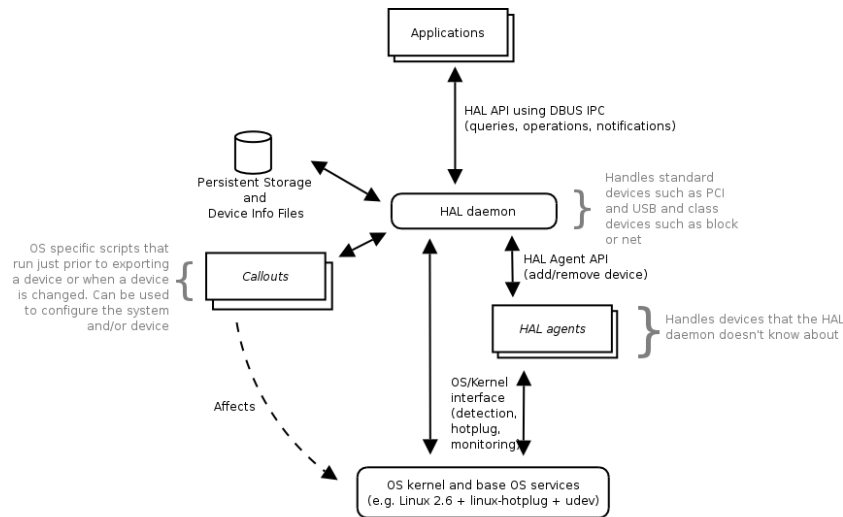 Applications
HAL API using DBUS IPC
(queries, operations, notifications)
Persistent Storage
and
Device Info Files
HAL daemon
Handles standard
devices such as PCI
and USB and class
devices such as block
or net
OS specific scripts that
run just prior to exporting
a device or when a device
is changed. Can be used
to configure the system
and/or device
Callouts
HAL Agent API
(add/remove device)
HAL agents
Handles devices that the HAL
daemon doesn't know about
OS/Kernel
interface
(detection,
hotplug,
monitoring)
Affects
OS kernel and base OS services
(e.g. Linux 2.6 + linux-hotplug + udev)